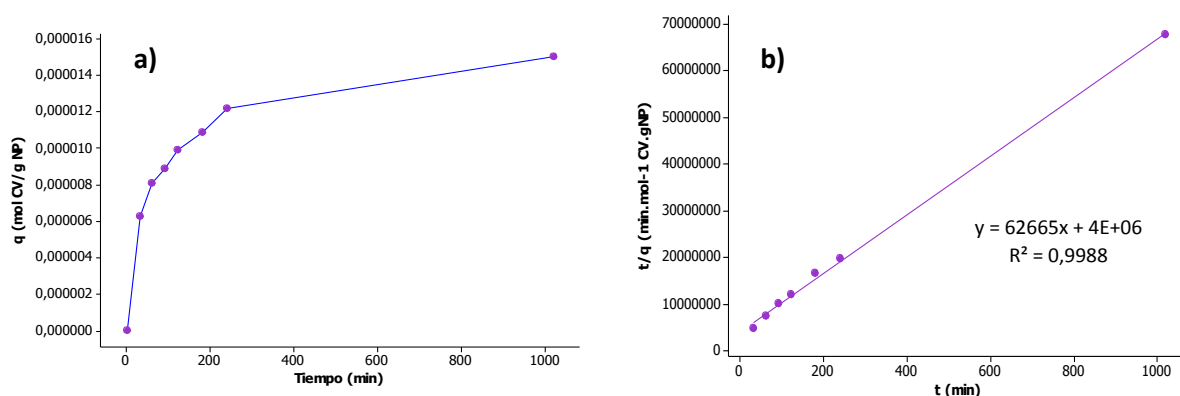 a)
q (mol CV/ g NP)
0,000016
0,000014
0,000012
0,000010
0,000008
0,000006
0,000004
0,000002
0,000000
0 200 400 600 800 1000
Tiempo (min)
b)
t/ q (min.mol-1 CV.gNP)
70000000
60000000
50000000
40000000
30000000
20000000
10000000
0
y = 62665x + 4E+06
R² = 0,9988
0 200 400 600 800 1000
t (min)